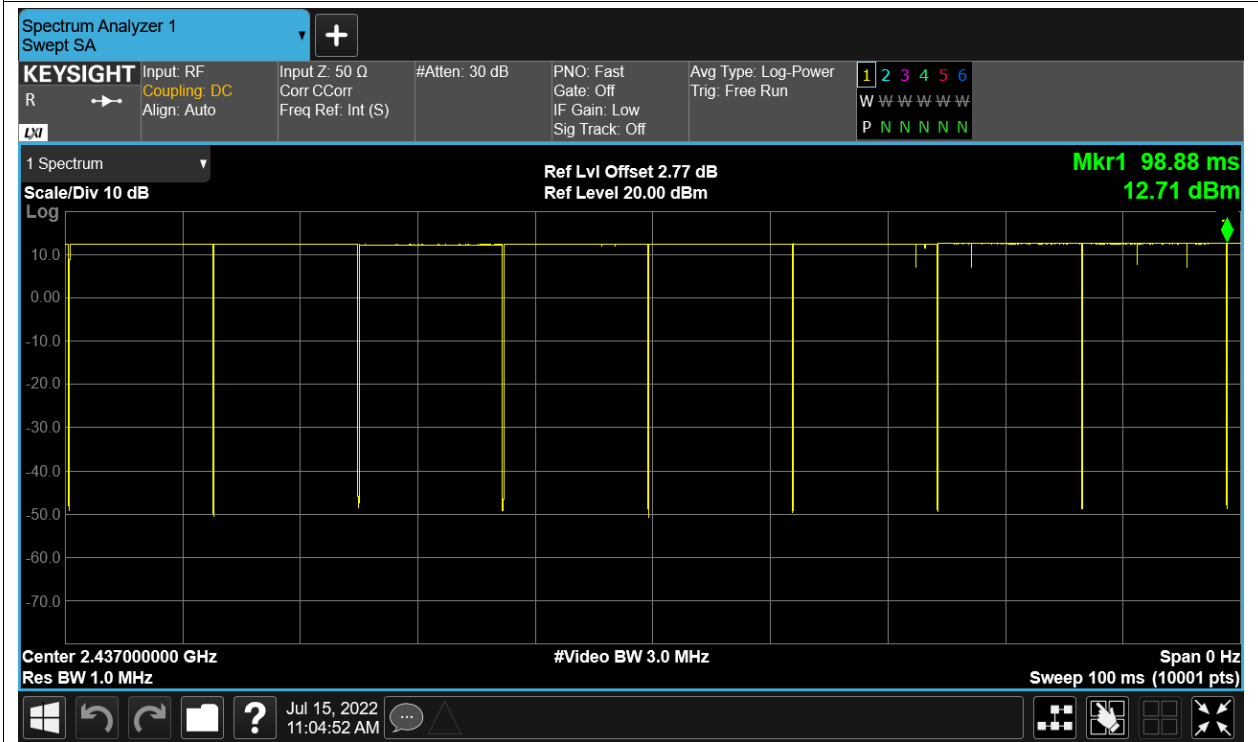 Spectrum Analyzer 1
Swept SA
KEYSIGHT
R
LXI
Input: RF
Coupling: DC
Align: Auto
Input Z: 50 Ω
Corr CCorr
Freq Ref: Int (S)
#Atten: 30 dB
PNO: Fast
Gate: Off
IF Gain: Low
Sig Track: Off
Avg Type: Log-Power
Trig: Free Run
1 2 3 4 5 6
W W W W W W
P N N N N N
1 Spectrum
Scale/Div 10 dB
Log
Ref Lvl Offset 2.77 dB
Ref Level 20.00 dBm
Mkr1 98.88 ms
12.71 dBm
10.0
0.00
-10.0
-20.0
-30.0
-40.0
-50.0
-60.0
-70.0
Center 2.437000000 GHz
Res BW 1.0 MHz
#Video BW 3.0 MHz
Span 0 Hz
Sweep 100 ms (10001 pts)
?
Jul 15, 2022
11:04:52 AM